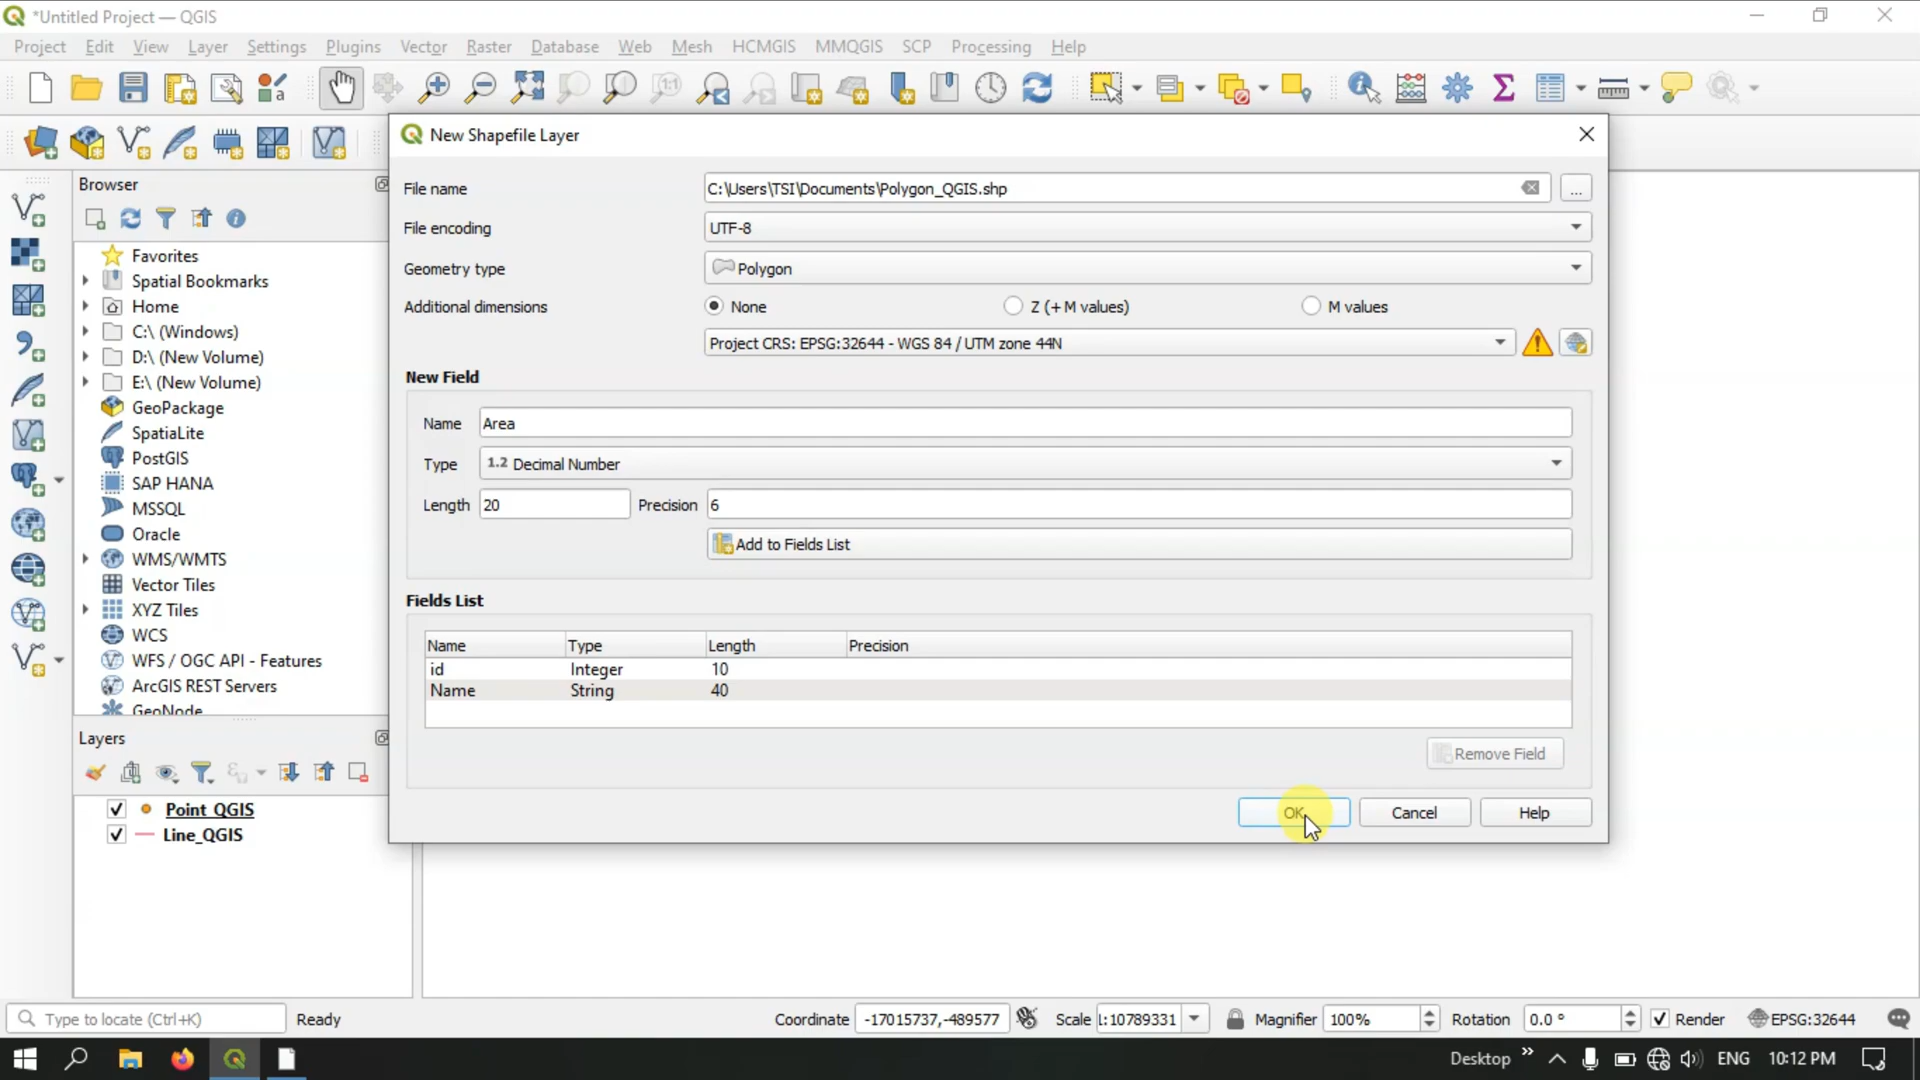 *Untitled Project — QGIS
Project Edit View Layer Settings Plugins Vector Raster Database Web Mesh HCMGIS MMQGIS SCP Processing Help
New Shapefile Layer
File name C:\Users\TSI\Documents\Polygon_QGIS.shp ...
File encoding UTF-8
Geometry type Polygon
Additional dimensions None Z (+ M values) M values
Project CRS: EPSG:32644 - WGS 84 / UTM zone 44N
New Field
Name Area
Type 1.2 Decimal Number
Length 20 Precision 6
Add to Fields List
Fields List
Name Type Length Precision
id Integer 10
Name String 40
Remove Field
OK Cancel Help
Browser
Favorites
Spatial Bookmarks
Home
C:\ (Windows)
D:\ (New Volume)
E:\ (New Volume)
GeoPackage
SpatiaLite
PostGIS
SAP HANA
MSSQL
Oracle
WMS/WMTS
Vector Tiles
XYZ Tiles
WCS
WFS / OGC API - Features
ArcGIS REST Servers
GeoNode
Layers
Point_QGIS
Line_QGIS
Type to locate (Ctrl+K) Ready Coordinate -17015737,-489577 Scale 1:10789331 Magnifier 100% Rotation 0.0 ° Render EPSG:32644
Desktop » ENG 10:12 PM